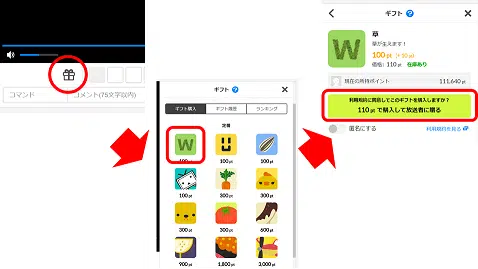 コマンド
コメント(75文字以内)
ギフト
ギフト購入
ギフト履歴
ランキング
定番
W
100 pt
100 pt
100 pt
100 pt
300 pt
300 pt
300 pt
300 pt
600 pt
900 pt
1,800 pt
3,000 pt
ギフト
W
草
草が生えます！
100 pt (+10 pt)
価格: 110 pt 在庫あり
現在の所持ポイント
111,640 pt
利用規約に同意してこのギフトを購入しますか？
110 pt で購入して放送者に贈る
匿名にする
利用規約を見る